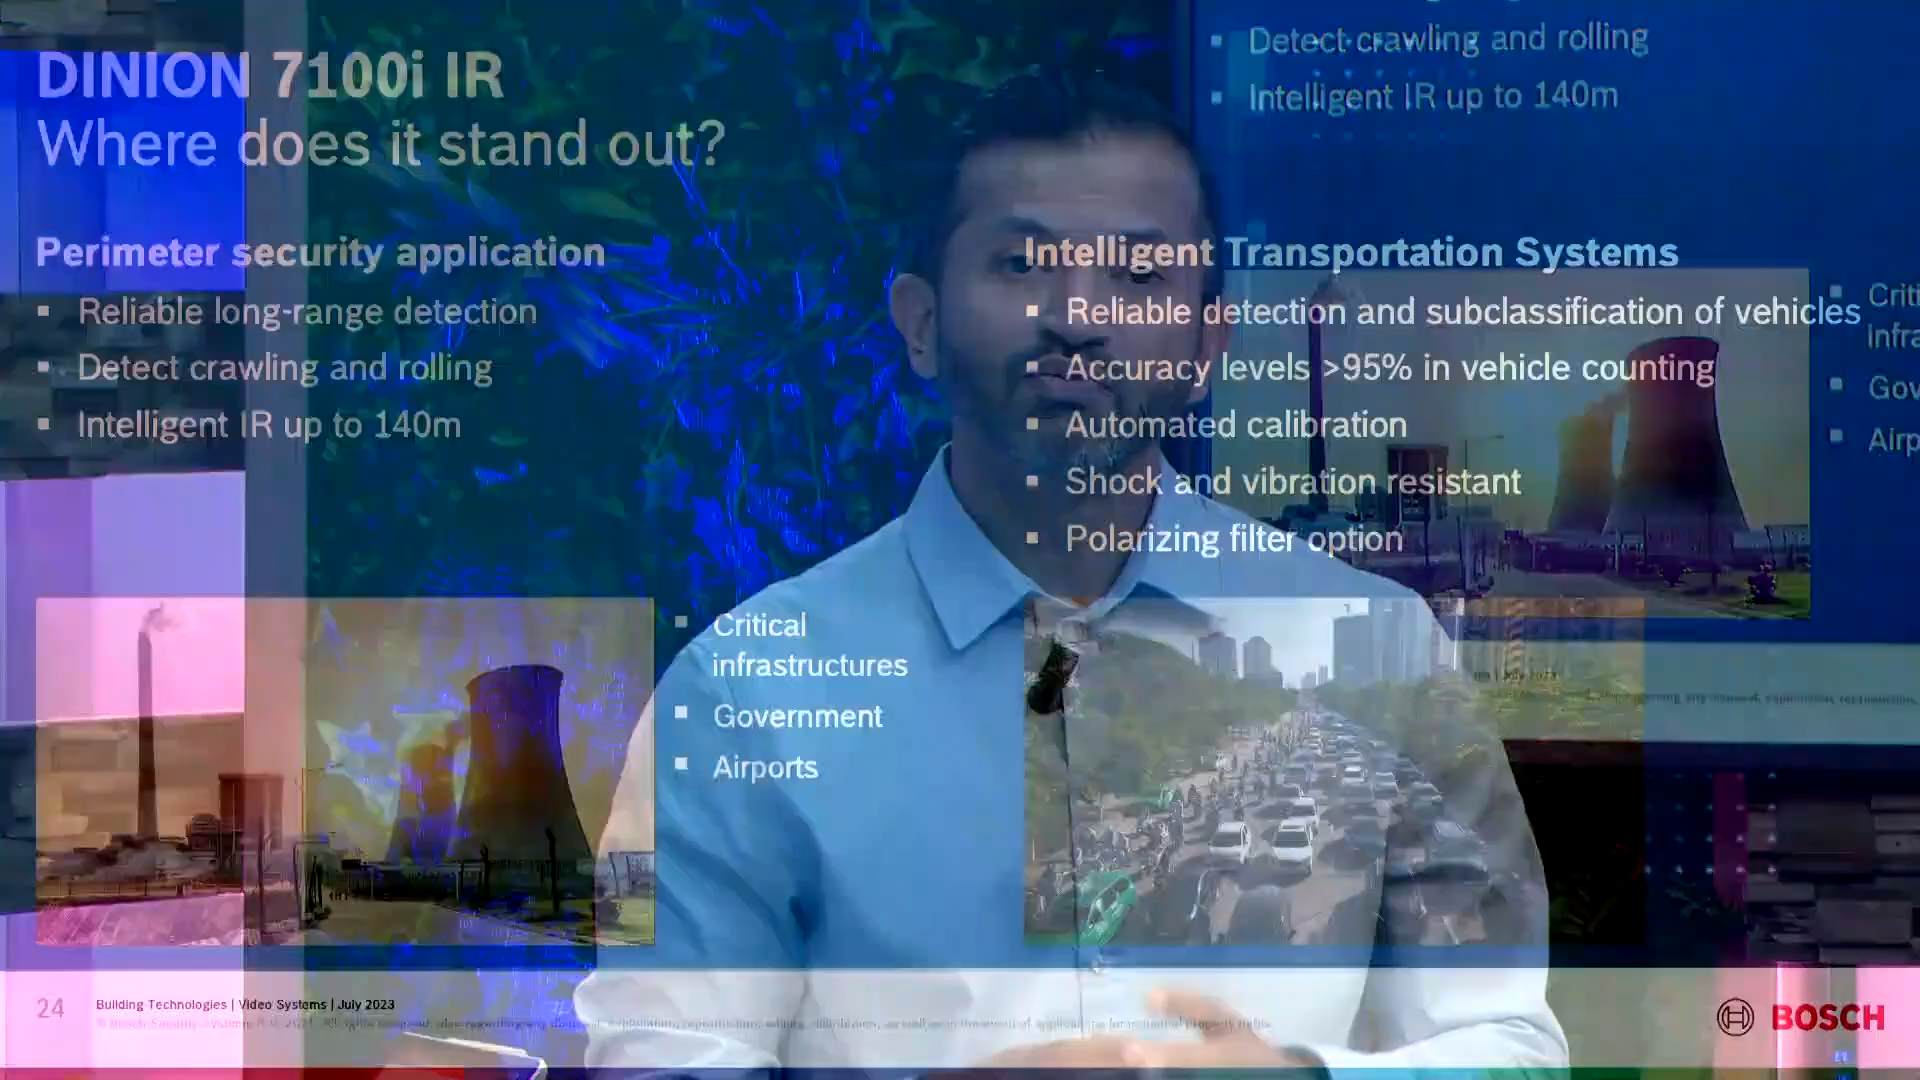 DINION 7100i IR
Where does it stand out?
Perimeter security application
▪ Reliable long-range detection
▪ Detect crawling and rolling
▪ Intelligent IR up to 140m
▪ Critical
infrastructures
▪ Government
▪ Airports
▪ Detect crawling and rolling
▪ Intelligent IR up to 140m
Intelligent Transportation Systems
▪ Reliable detection and subclassification of vehicles
▪ Accuracy levels >95% in vehicle counting
▪ Automated calibration
▪ Shock and vibration resistant
▪ Polarizing filter option
24
Building Technologies | Video Systems | July 2023
BOSCH